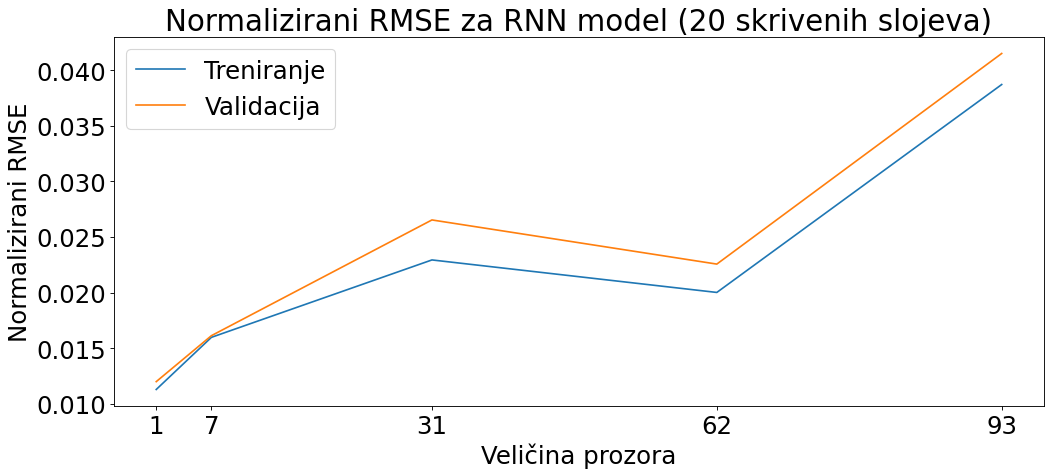 Normalizirani RMSE za RNN model (20 skrivenih slojeva)
Treniranje
Validacija
Normalizirani RMSE
0.040
0.035
0.030
0.025
0.020
0.015
0.010
1 7 31 62 93
Veličina prozora